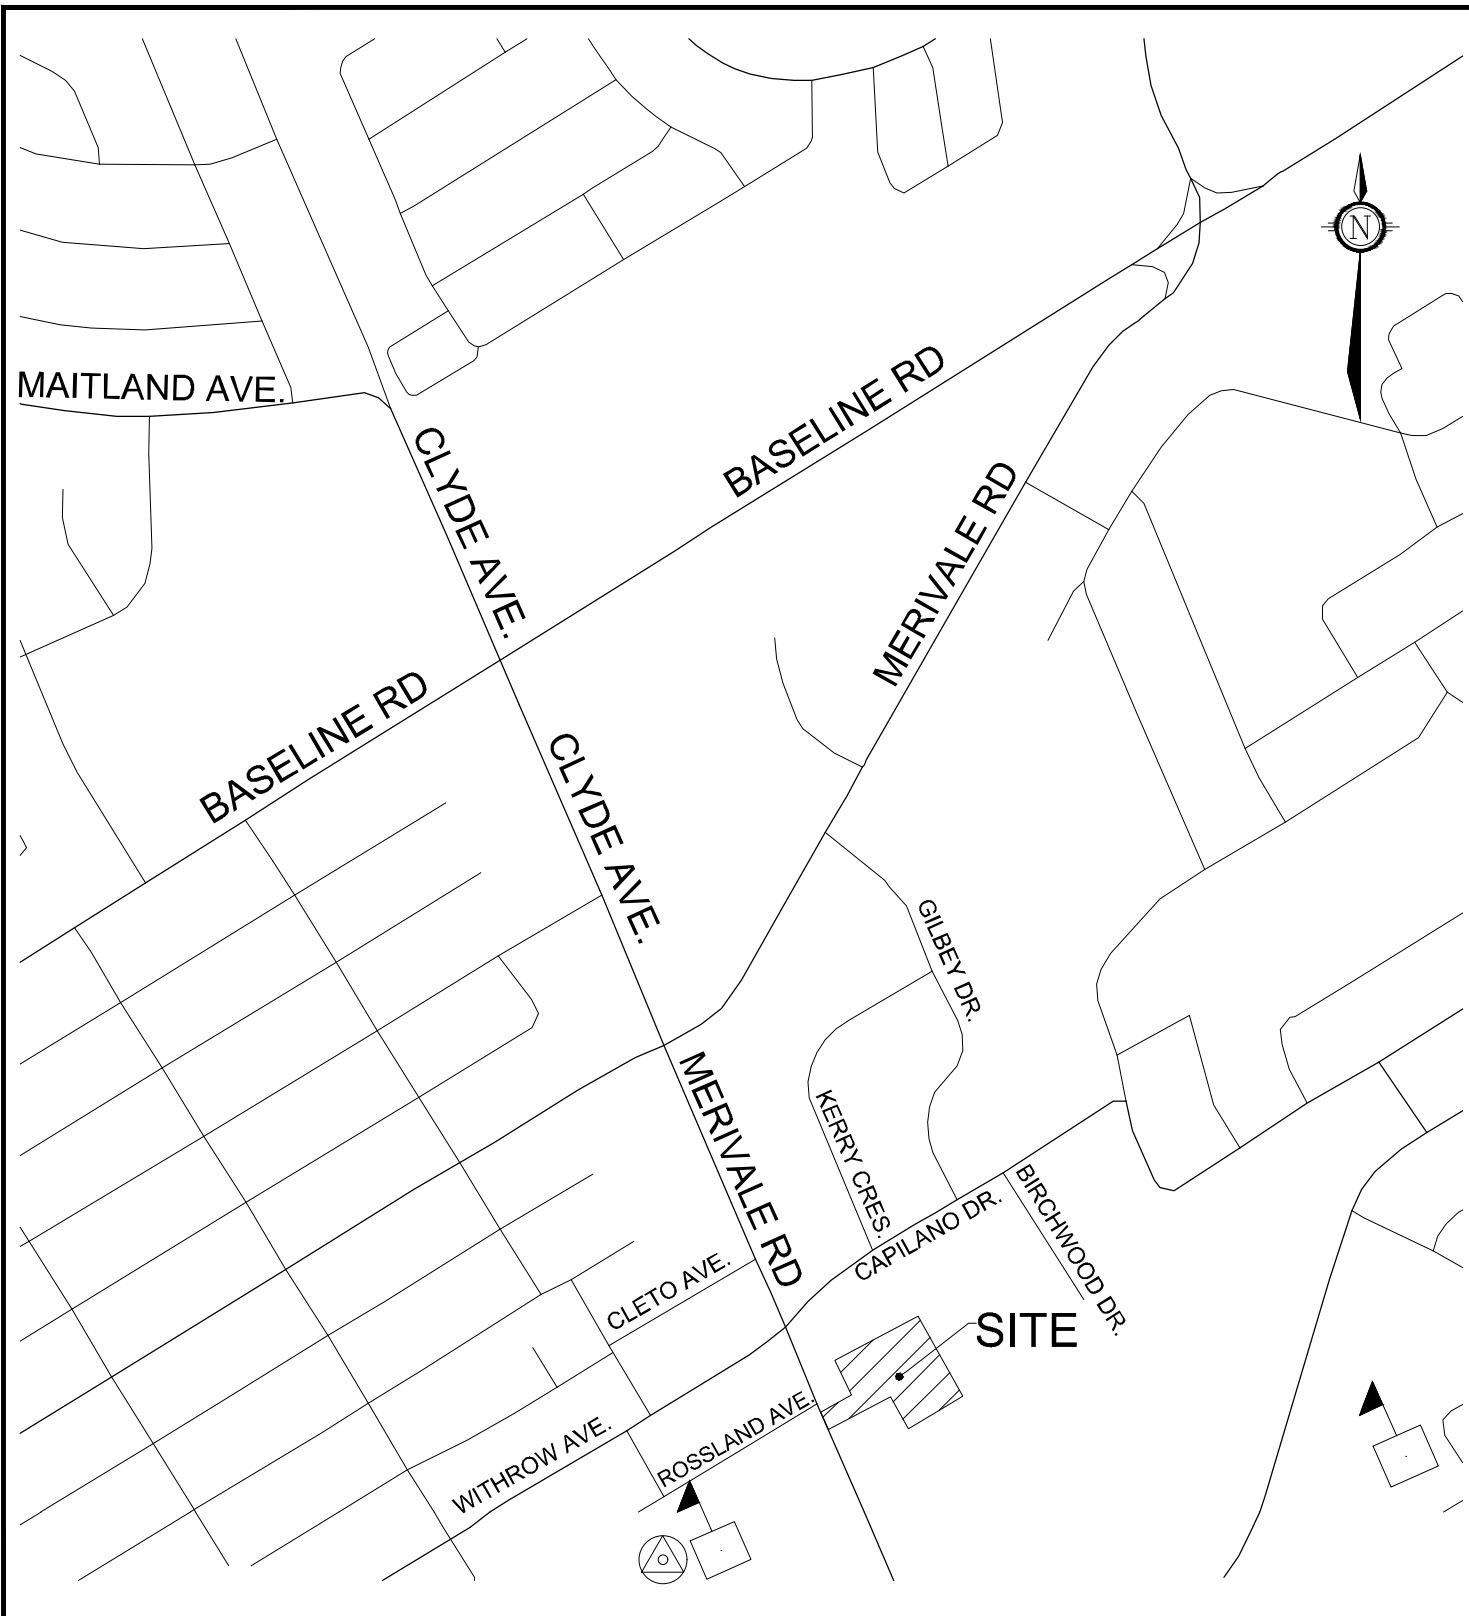 N
MAITLAND AVE.
BASELINE RD
CLYDE AVE.
MERIVALE RD
BASELINE RD
CLYDE AVE.
GILBEY DR.
MERIVALE RD
KERRY CRES.
CAPILANO DR.
BIRCHWOOD DR.
CLETO AVE.
SITE
ROSSLAND AVE.
WITHROW AVE.